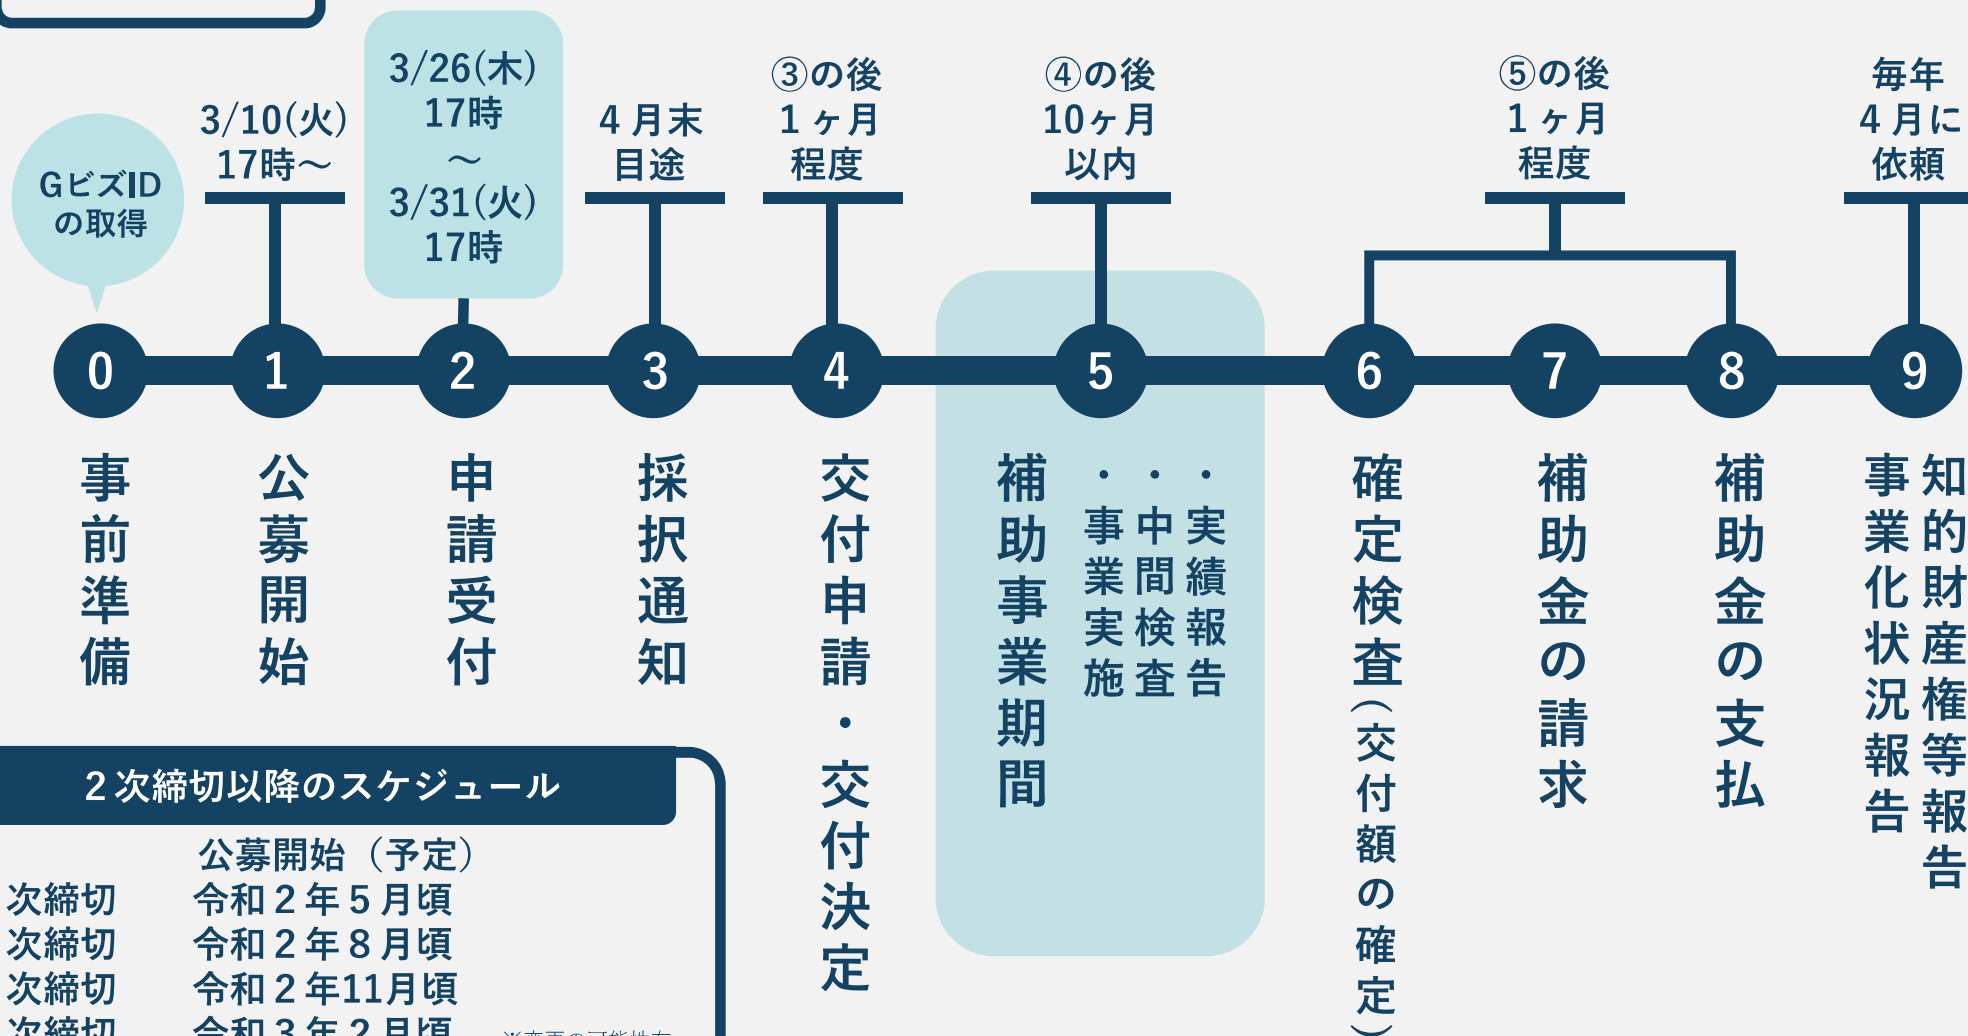 GビズID
の取得
3/10(火)
17時～
3/26(木)
17時
～
3/31(火)
17時
4月末
目途
③の後
1ヶ月
程度
④の後
10ヶ月
以内
⑤の後
1ヶ月
程度
毎年
4月に
依頼
0
1
2
3
4
5
6
7
8
9
事前準備
公募開始
申請受付
採択通知
交付申請・交付決定
補助事業期間
・事業実施
・中間検査
・実績報告
確定検査(交付額の確定)
補助金の請求
補助金の支払
知的財産権等報告
事業化状況報告
2次締切以降のスケジュール
公募開始（予定）
次締切 令和2年5月頃
次締切 令和2年8月頃
次締切 令和2年11月頃
次締切 令和3年2月頃